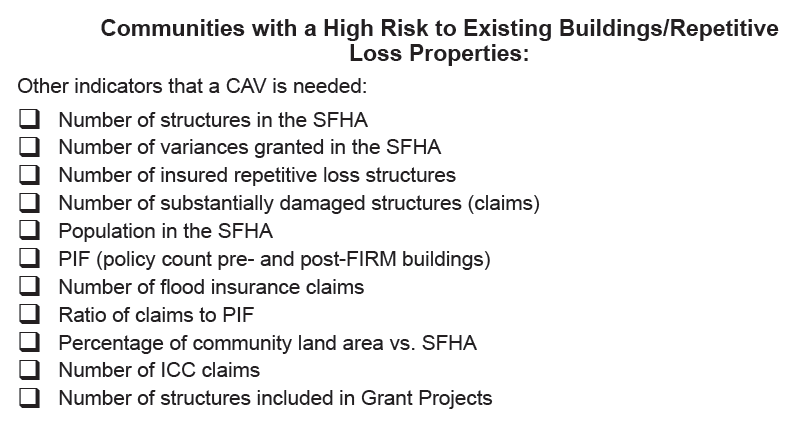 Communities with a High Risk to Existing Buildings/Repetitive
Loss Properties:
Other indicators that a CAV is needed:
❏ Number of structures in the SFHA
❏ Number of variances granted in the SFHA
❏ Number of insured repetitive loss structures
❏ Number of substantially damaged structures (claims)
❏ Population in the SFHA
❏ PIF (policy count pre- and post-FIRM buildings)
❏ Number of flood insurance claims
❏ Ratio of claims to PIF
❏ Percentage of community land area vs. SFHA
❏ Number of ICC claims
❏ Number of structures included in Grant Projects